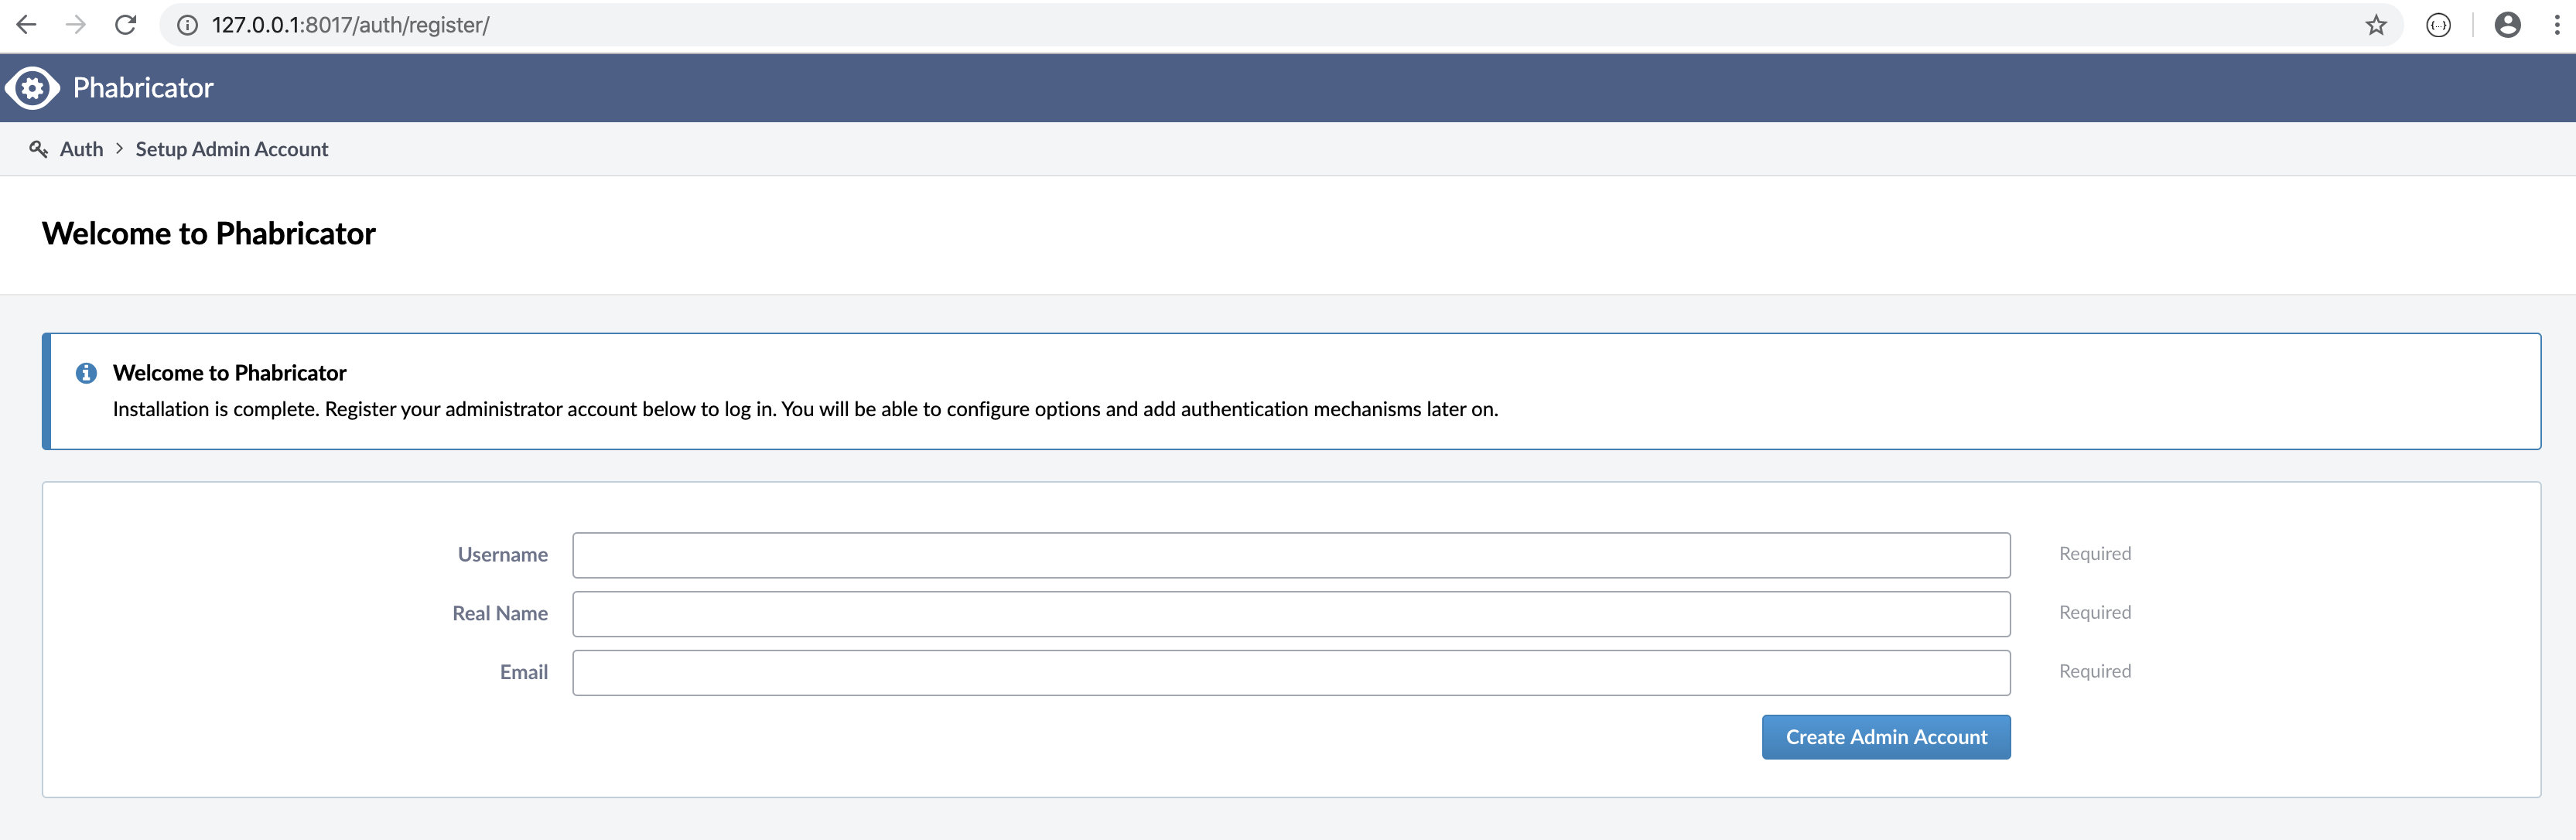 127.0.0.1:8017/auth/register/
Phabricator
Auth > Setup Admin Account
Welcome to Phabricator
Welcome to Phabricator
Installation is complete. Register your administrator account below to log in. You will be able to configure options and add authentication mechanisms later on.
Username Required
Real Name Required
Email Required
Create Admin Account